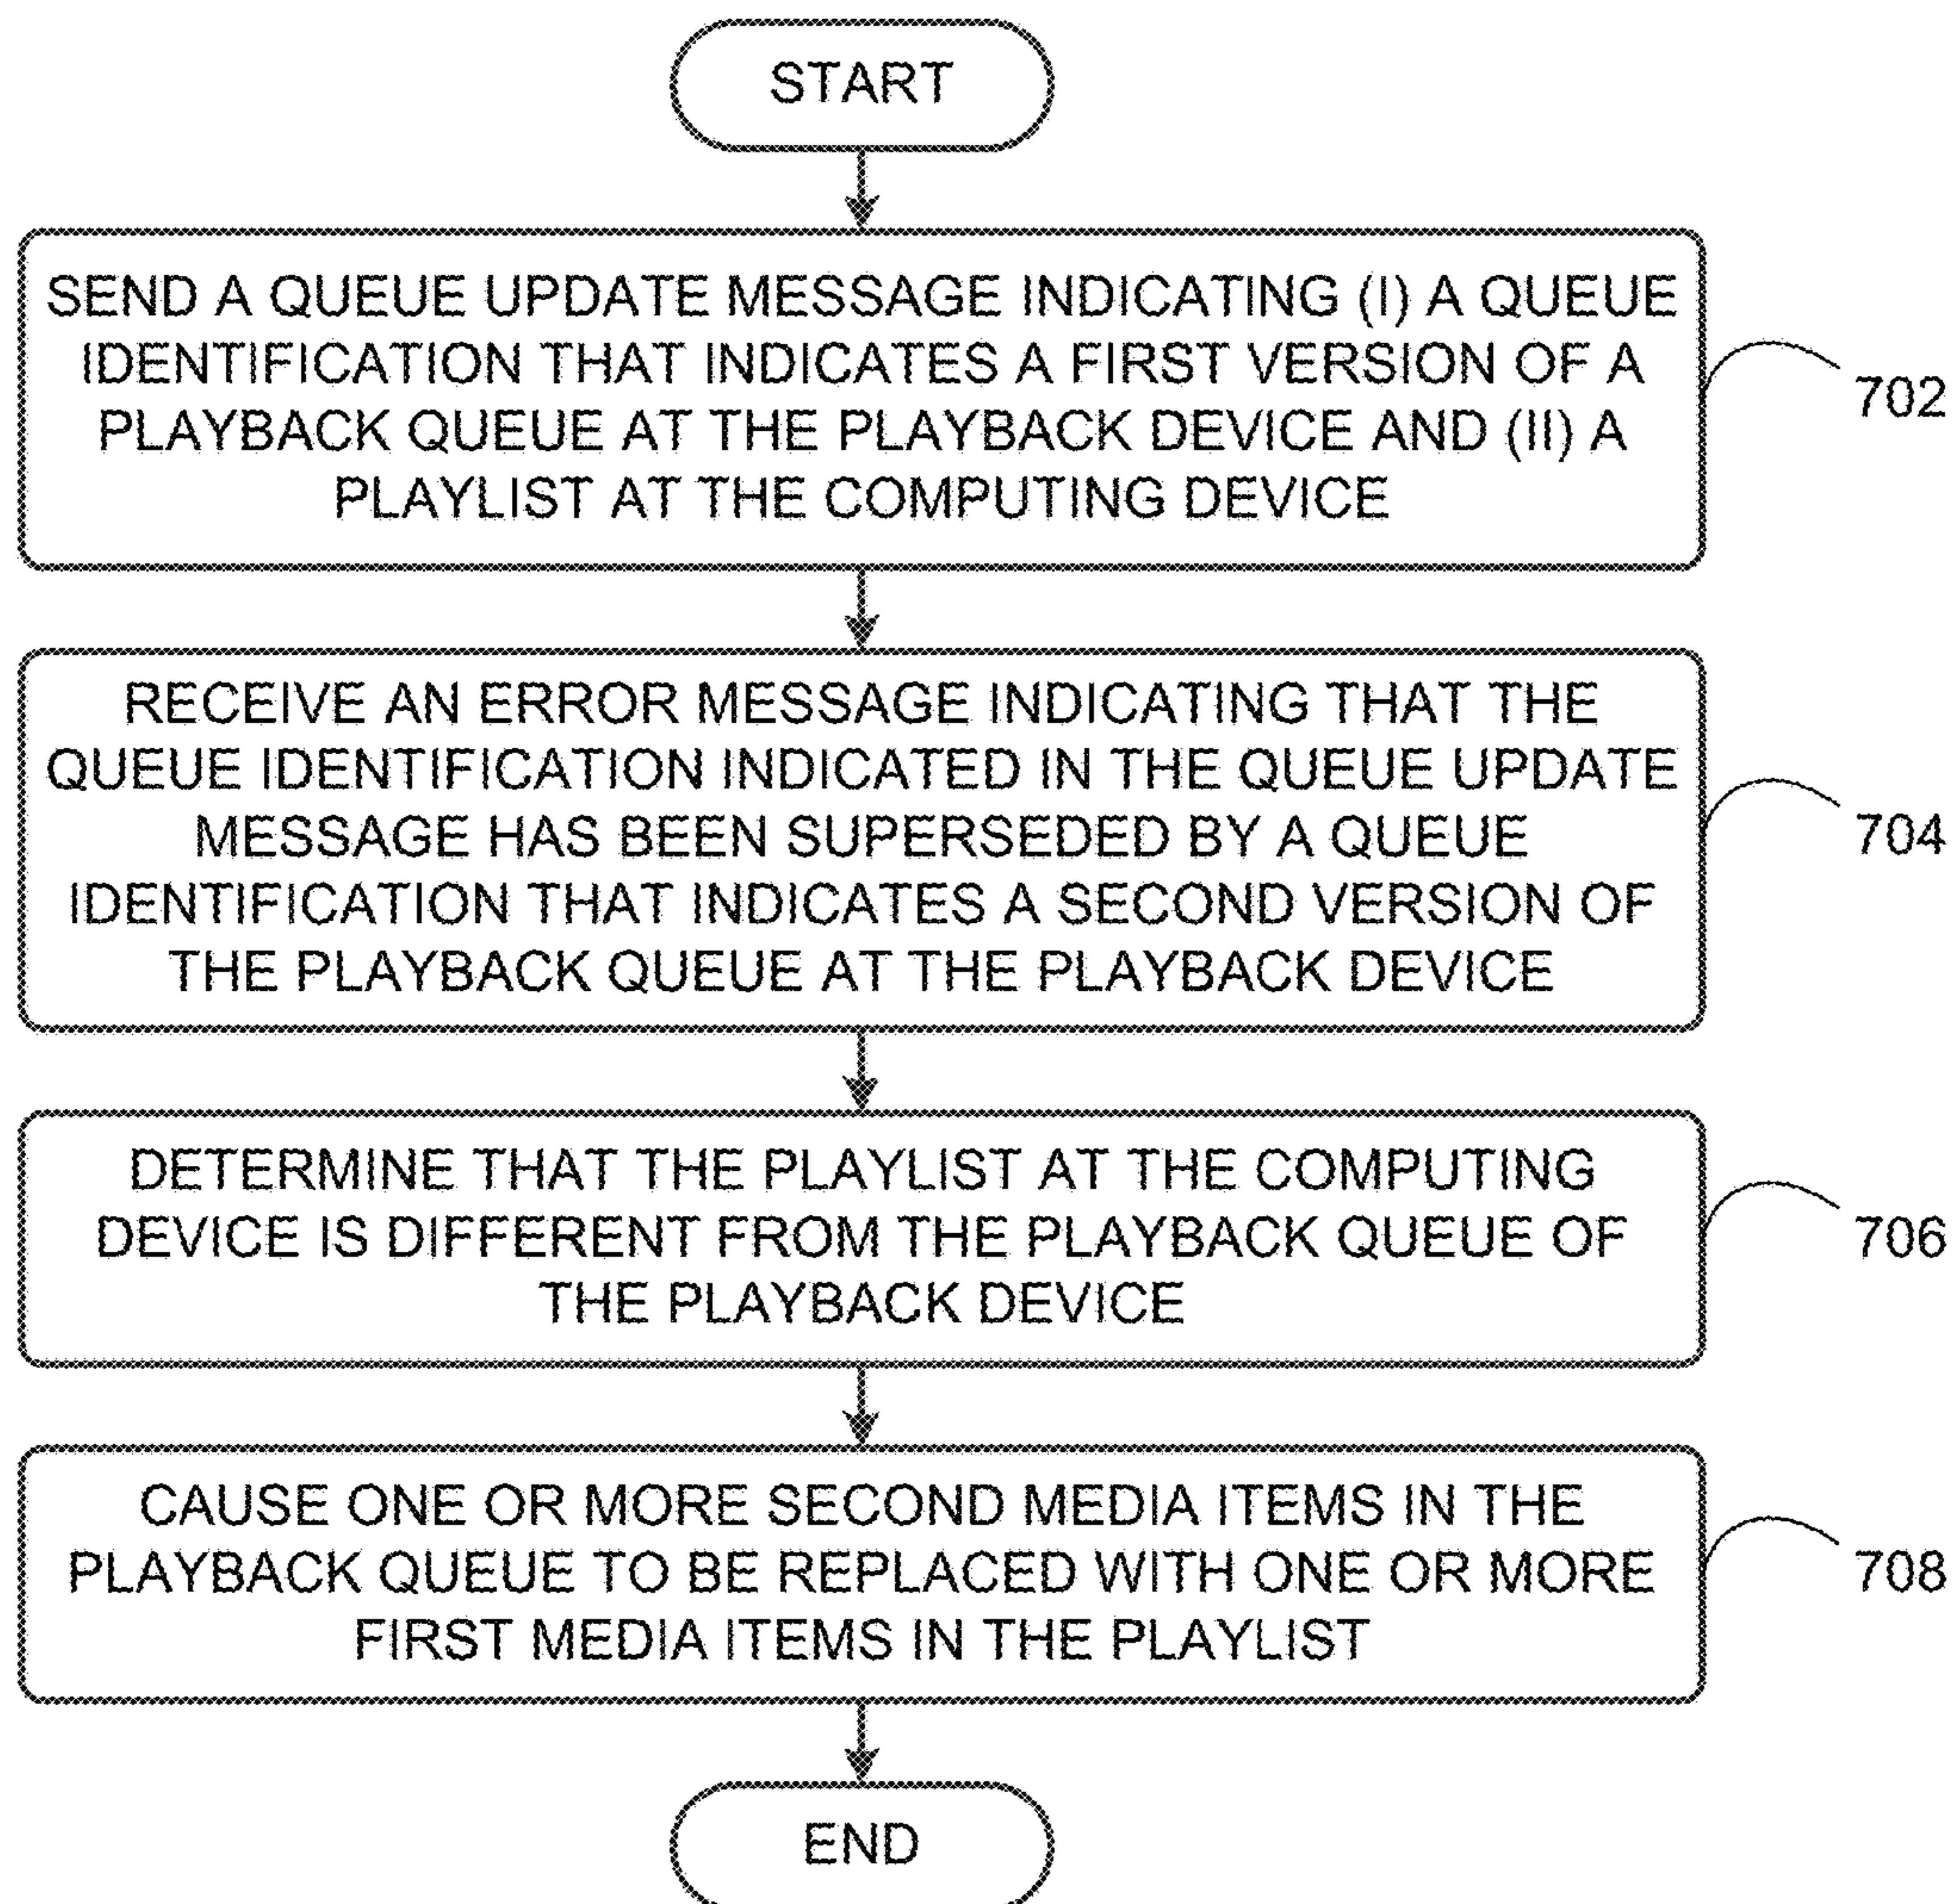 START
SEND A QUEUE UPDATE MESSAGE INDICATING (I) A QUEUE
IDENTIFICATION THAT INDICATES A FIRST VERSION OF A
PLAYBACK QUEUE AT THE PLAYBACK DEVICE AND (II) A
PLAYLIST AT THE COMPUTING DEVICE
702
RECEIVE AN ERROR MESSAGE INDICATING THAT THE
QUEUE IDENTIFICATION INDICATED IN THE QUEUE UPDATE
MESSAGE HAS BEEN SUPERSEDED BY A QUEUE
IDENTIFICATION THAT INDICATES A SECOND VERSION OF
THE PLAYBACK QUEUE AT THE PLAYBACK DEVICE
704
DETERMINE THAT THE PLAYLIST AT THE COMPUTING
DEVICE IS DIFFERENT FROM THE PLAYBACK QUEUE OF
THE PLAYBACK DEVICE
706
CAUSE ONE OR MORE SECOND MEDIA ITEMS IN THE
PLAYBACK QUEUE TO BE REPLACED WITH ONE OR MORE
FIRST MEDIA ITEMS IN THE PLAYLIST
708
END